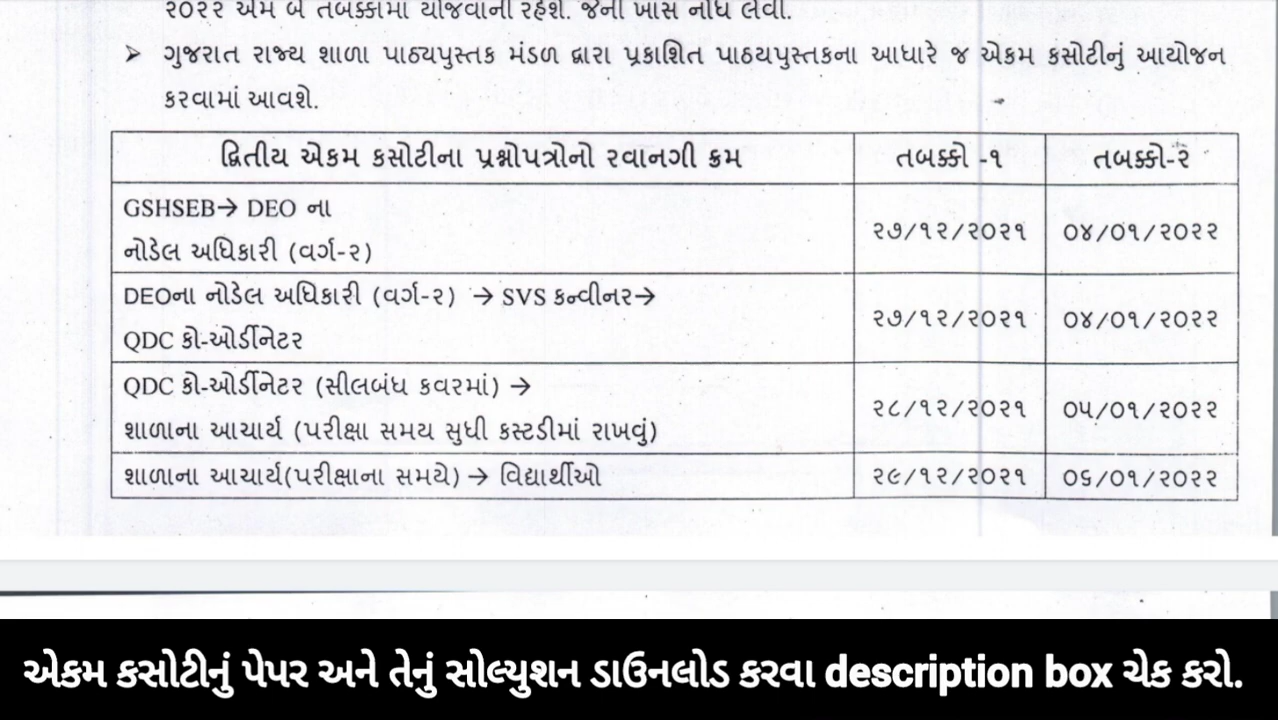 ૨૦૨૨ એમ બે તબક્કામાં યોજવાની રહેશે. જેની ખાસ નોંધ લેવી.
➢ ગુજરાત રાજ્ય શાળા પાઠ્યપુસ્તક મંડળ દ્વારા પ્રકાશિત પાઠયપુસ્તકના આધારે જ એકમ કસોટીનું આયોજન
કરવામાં આવશે.
દ્વિતીય એકમ કસોટીના પ્રશ્નોપત્રોનો રવાનગી ક્રમ તબક્કો -૧ તબક્કો-૨
GSHSEB→ DEO ના
નોડેલ અધિકારી (વર્ગ-૨) ૨૭/૧૨/૨૦૨૧ ૦૪/૦૧/૨૦૨૨
DEOના નોડેલ અધિકારી (વર્ગ-૨) → SVS કન્વીનર→
QDC કો-ઓર્ડીનેટર ૨૭/૧૨/૨૦૨૧ ૦૪/૦૧/૨૦૨૨
QDC કો-ઓર્ડીનેટર (સીલબંધ કવરમાં) →
શાળાના આચાર્ય (પરીક્ષા સમય સુધી કસ્ટડીમાં રાખવું) ૨૮/૧૨/૨૦૨૧ ૦૫/૦૧/૨૦૨૨
શાળાના આચાર્ય(પરીક્ષાના સમયે) → વિદ્યાર્થીઓ ૨૯/૧૨/૨૦૨૧ ૦૬/૦૧/૨૦૨૨
એકમ કસોટીનું પેપર અને તેનું સોલ્યુશન ડાઉનલોડ કરવા description box ચેક કરો.